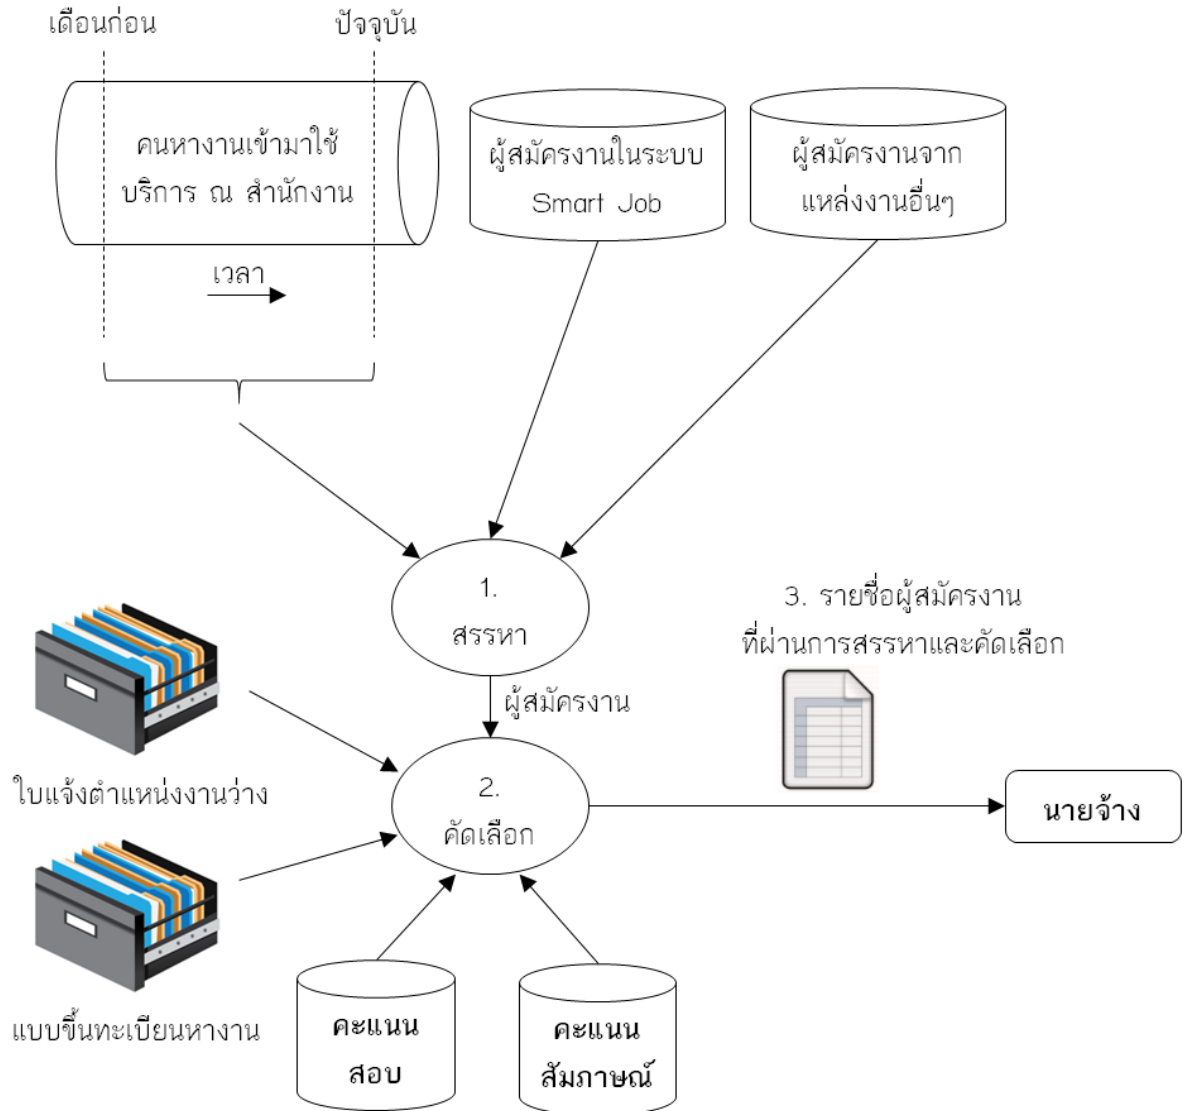 เดือนก่อน
ปัจจุบัน
คนหางานเข้ามาใช้
บริการ ณ สำนักงาน
ผู้สมัครงานในระบบ
Smart Job
ผู้สมัครงานจาก
แหล่งงานอื่นๆ
เวลา
1.
สรรหา
3. รายชื่อผู้สมัครงาน
ที่ผ่านการสรรหาและคัดเลือก
ผู้สมัครงาน
ใบแจ้งตำแหน่งงานว่าง
2.
คัดเลือก
นายจ้าง
แบบขึ้นทะเบียนหางาน
คะแนน
สอบ
คะแนน
สัมภาษณ์